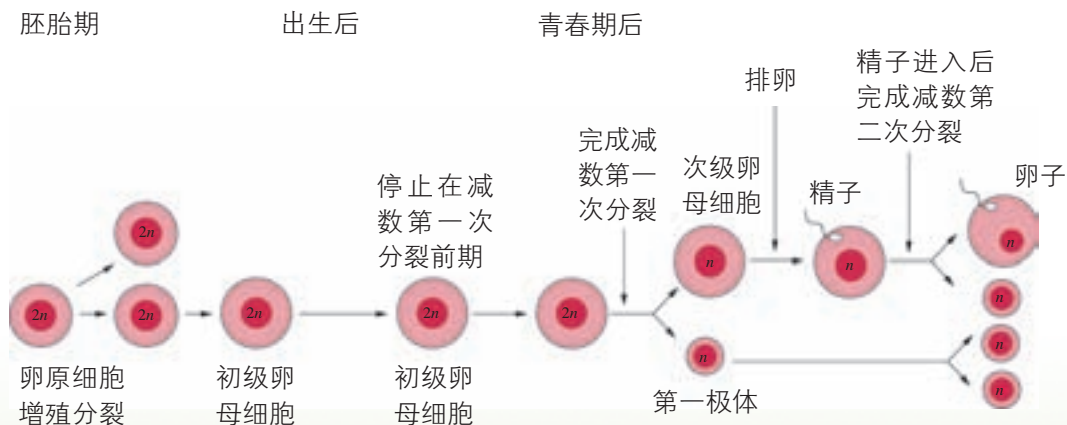 胚胎期
出生后
青春期后
排卵
精子进入后
完成减数第
二次分裂
完成减
数第一
次分裂
次级卵
母细胞
精子
卵子
停止在减
数第一次
分裂前期
2n
2n
2n
2n
2n
2n
n
n
n
n
n
n
n
卵原细胞
增殖分裂
初级卵
母细胞
初级卵
母细胞
第一极体